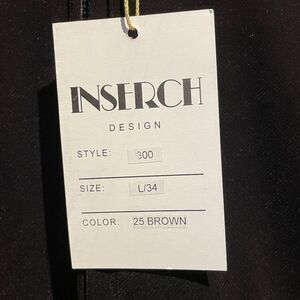 INSERCH
DESIGN
STYLE: 300
SIZE: L/34
COLOR: 25 BROWN